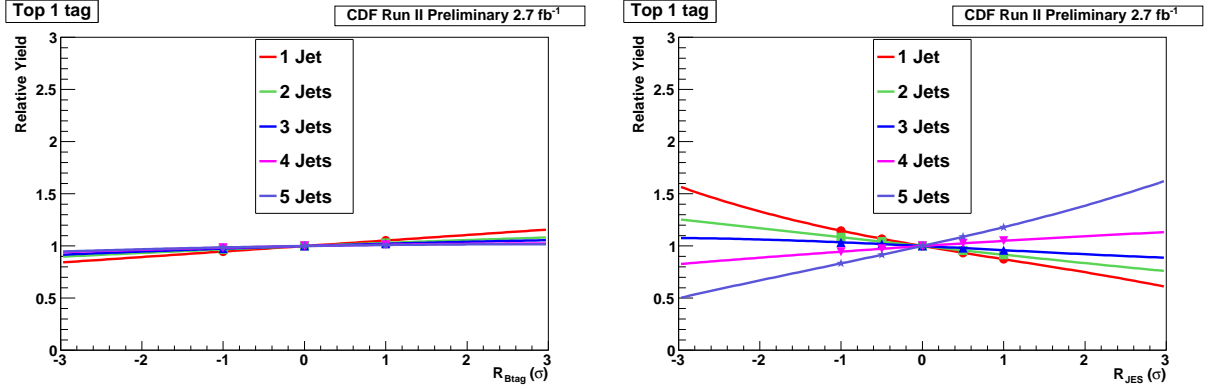 Top 1 tag
CDF Run II Preliminary 2.7 fb⁻¹
Relative Yield
3
2.5
2
1.5
1
0.5
0
1 Jet
2 Jets
3 Jets
4 Jets
5 Jets
-3 -2 -1 0 1 2 3
R_Btag (σ)
Top 1 tag
CDF Run II Preliminary 2.7 fb⁻¹
Relative Yield
3
2.5
2
1.5
1
0.5
0
1 Jet
2 Jets
3 Jets
4 Jets
5 Jets
-3 -2 -1 0 1 2 3
R_JES (σ)